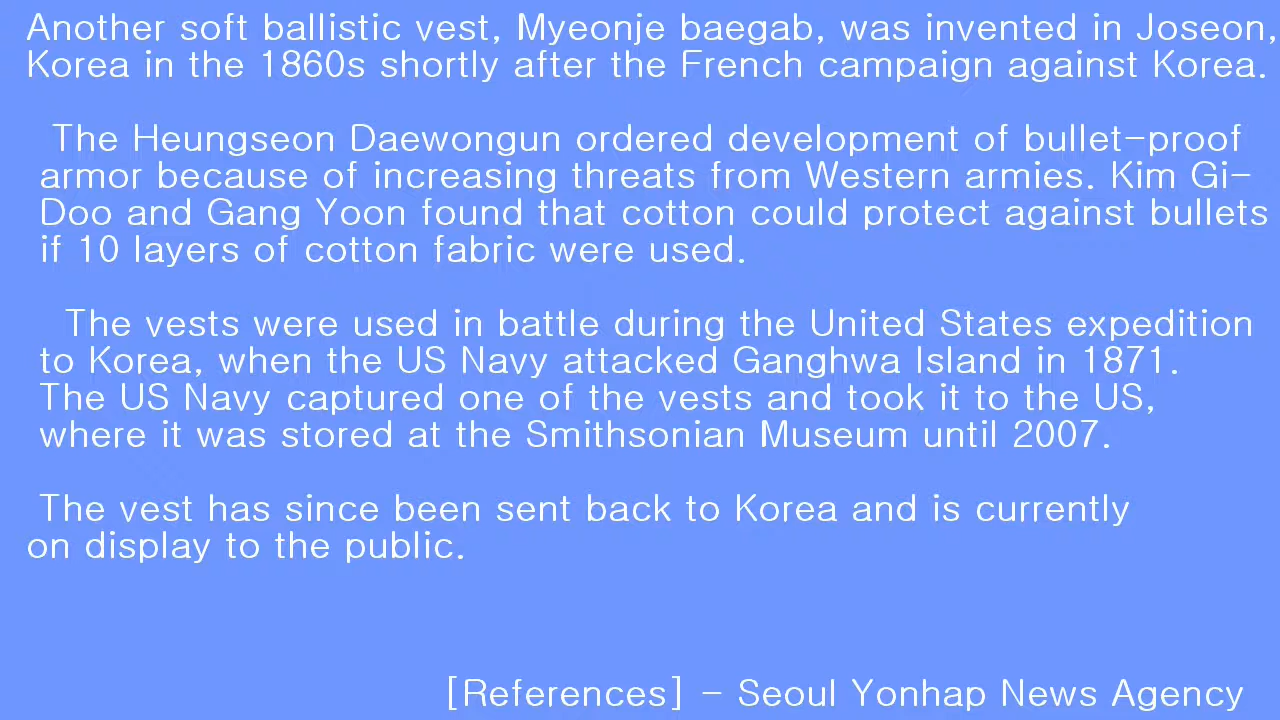 Another soft ballistic vest, Myeonje baegab, was invented in Joseon,
Korea in the 1860s shortly after the French campaign against Korea.
The Heungseon Daewongun ordered development of bullet-proof
armor because of increasing threats from Western armies. Kim Gi-
Doo and Gang Yoon found that cotton could protect against bullets
if 10 layers of cotton fabric were used.
The vests were used in battle during the United States expedition
to Korea, when the US Navy attacked Ganghwa Island in 1871.
The US Navy captured one of the vests and took it to the US,
where it was stored at the Smithsonian Museum until 2007.
The vest has since been sent back to Korea and is currently
on display to the public.
[References] - Seoul Yonhap News Agency